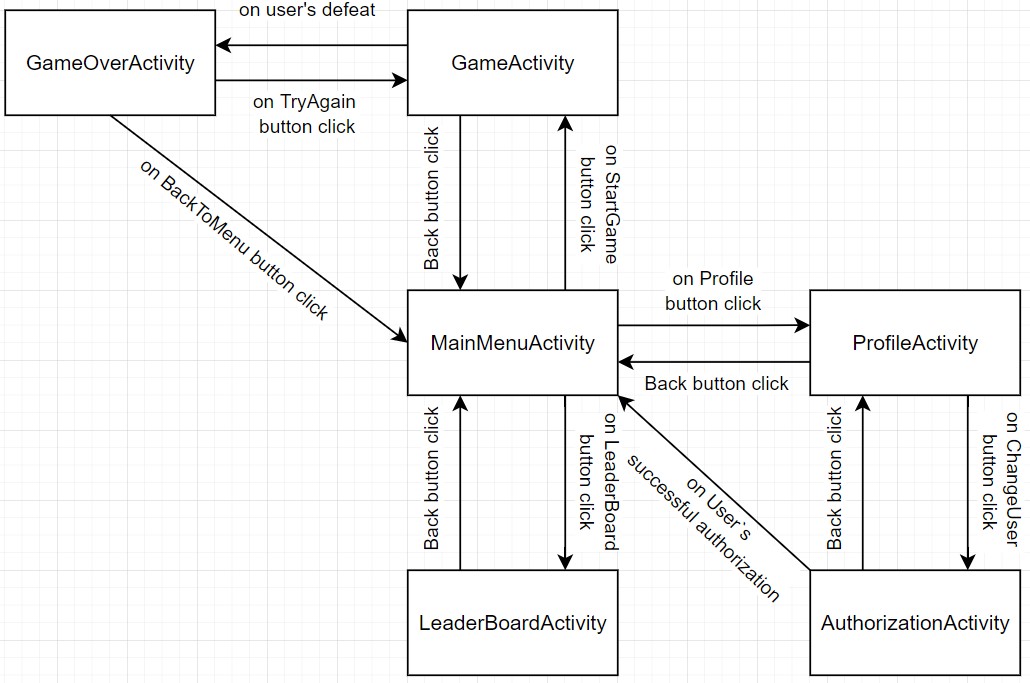 on user's defeat
GameOverActivity
GameActivity
on TryAgain
button click
on BackToMenu button click
Back button click
on StartGame
button click
on Profile
button click
MainMenuActivity
ProfileActivity
Back button click
Back button click
on LeaderBoard
button click
on User`s
successful authorization
Back button click
on ChangeUser
button click
LeaderBoardActivity
AuthorizationActivity